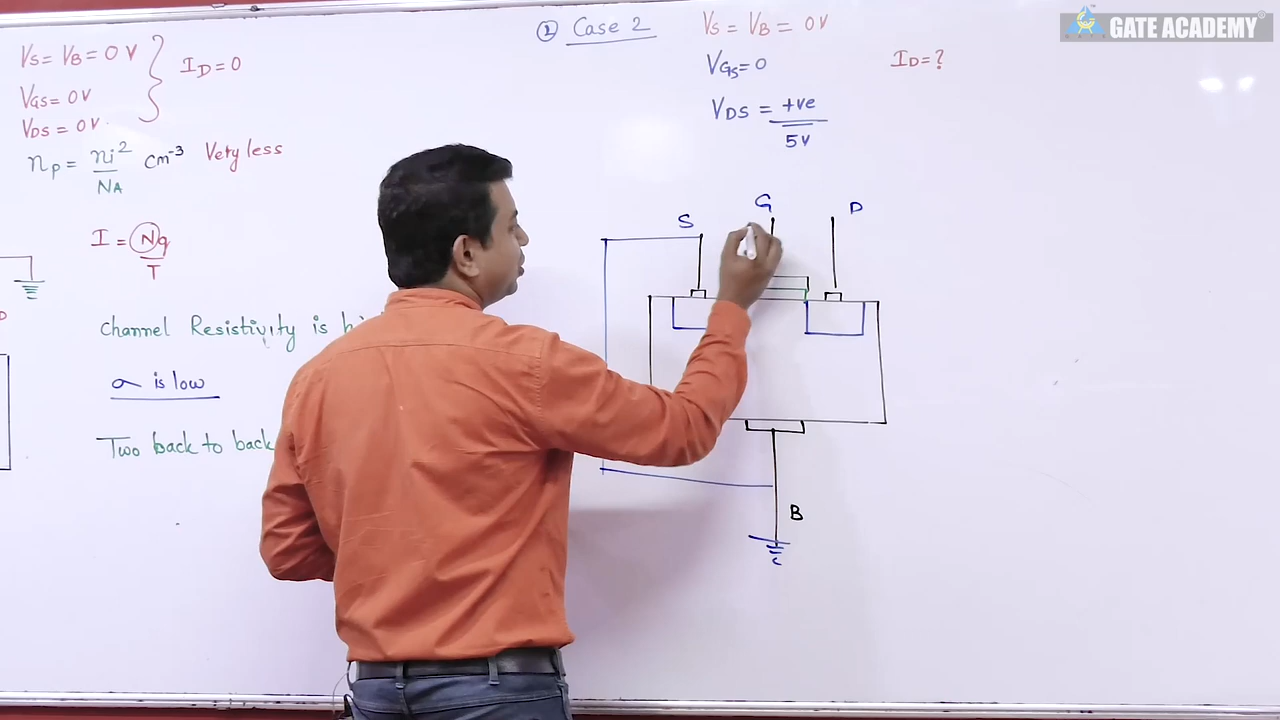 VS = VB = 0 V
VGS = 0V
VDS = 0V
ID = 0
np = ni² / NA cm⁻³ Very less
I = Nq / T
Channel Resistivity is
σ is low
Two back to back
② Case 2
VS = VB = 0V
VGS = 0
VDS = +ve
5V
ID = ?
GATE ACADEMY
S
G
D
B